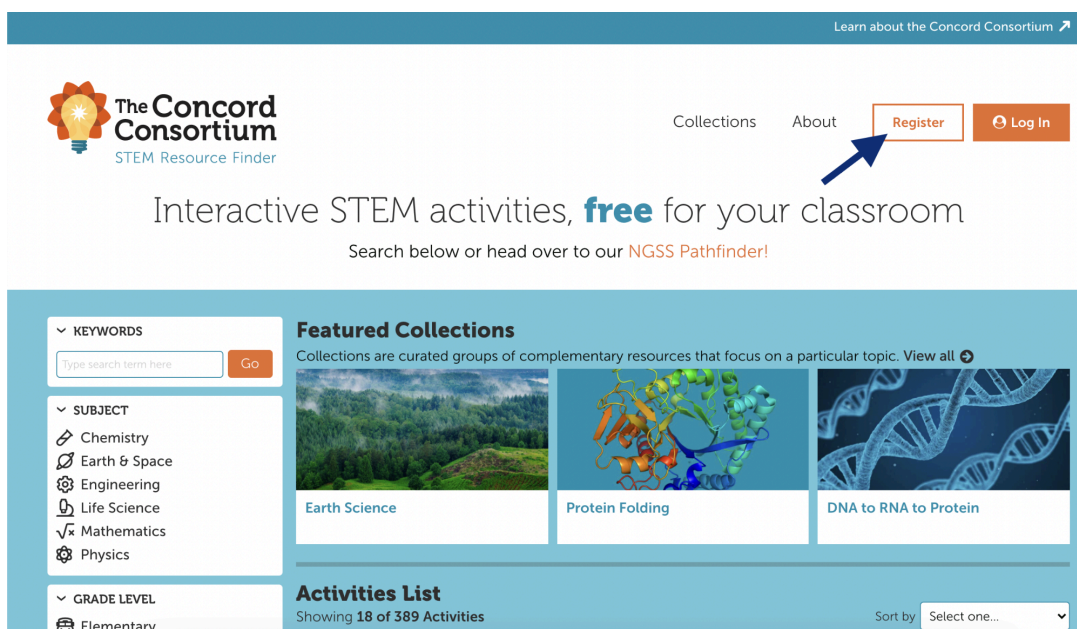 Learn about the Concord Consortium
The Concord
Consortium
STEM Resource Finder
Collections
About
Register
Log In
Interactive STEM activities, free for your classroom
Search below or head over to our NGSS Pathfinder!
KEYWORDS
Type search term here
Go
SUBJECT
Chemistry
Earth & Space
Engineering
Life Science
Mathematics
Physics
GRADE LEVEL
Elementary
Featured Collections
Collections are curated groups of complementary resources that focus on a particular topic. View all
Earth Science
Protein Folding
DNA to RNA to Protein
Activities List
Showing 18 of 389 Activities
Sort by
Select one...